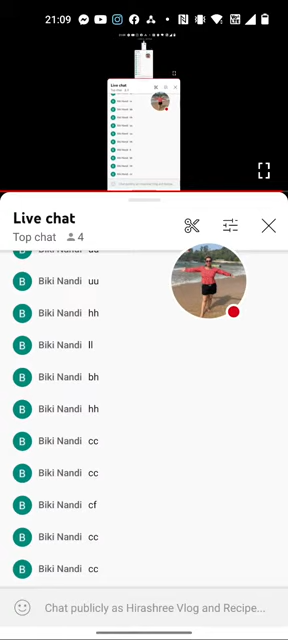 21:09
Live chat
Live chat
Top chat 4
Biki Nandi uu
Biki Nandi hh
Biki Nandi ll
Biki Nandi bh
Biki Nandi hh
Biki Nandi cc
Biki Nandi cc
Biki Nandi cf
Biki Nandi cc
Biki Nandi cc
Chat publicly as Hirashree Vlog and Recipe...